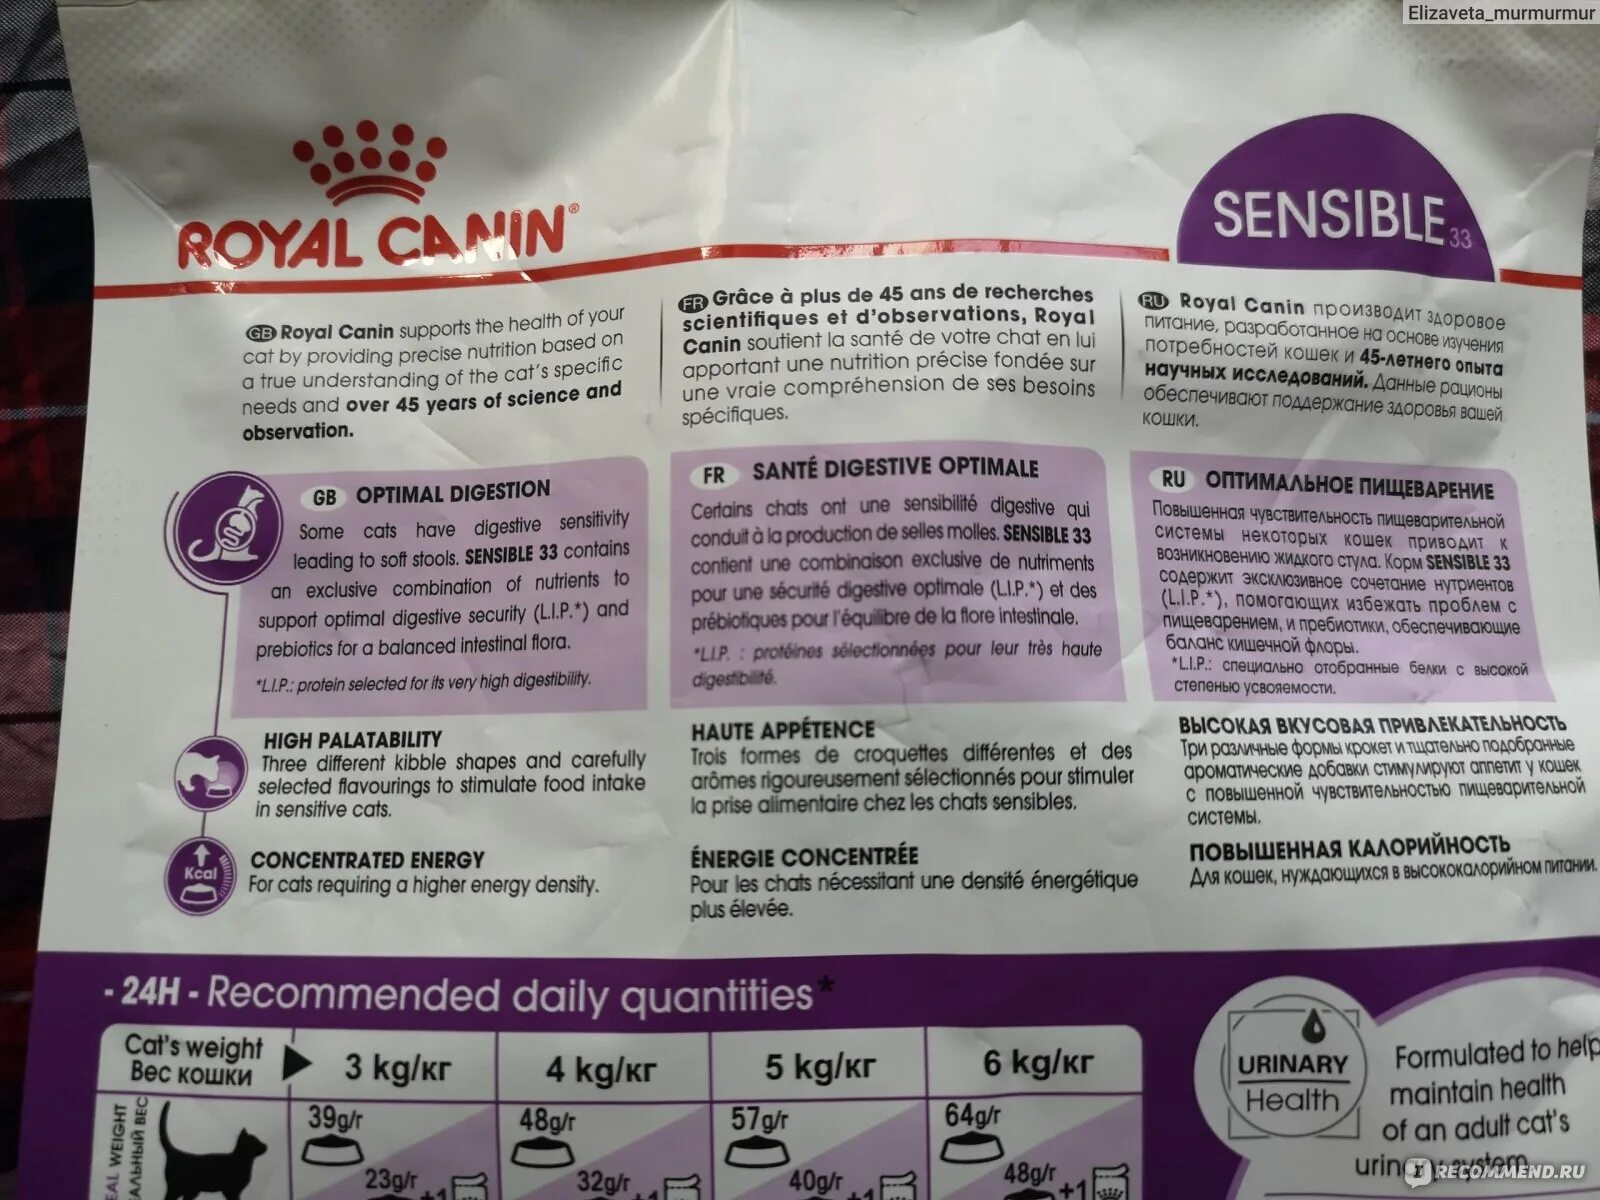 Elizaveta_murmurmur
ROYAL CANIN®
SENSIBLE 33
GB Royal Canin supports the health of your
cat by providing precise nutrition based on
a true understanding of the cat's specific
needs and over 45 years of science and
observation.
FR Grâce à plus de 45 ans de recherches
scientifiques et d'observations, Royal
Canin soutient la santé de votre chat en lui
apportant une nutrition précise fondée sur
une vraie compréhension de ses besoins
spécifiques.
RU Royal Canin производит здоровое
питание, разработанное на основе изучения
потребностей кошек и 45-летнего опыта
научных исследований. Данные рационы
обеспечивают поддержание здоровья вашей
кошки.
GB OPTIMAL DIGESTION
Some cats have digestive sensitivity
leading to soft stools. SENSIBLE 33 contains
an exclusive combination of nutrients to
support optimal digestive security (L.I.P.*) and
prebiotics for a balanced intestinal flora.
*L.I.P.: protein selected for its very high digestibility.
FR SANTÉ DIGESTIVE OPTIMALE
Certains chats ont une sensibilité digestive qui
conduit à la production de selles molles. SENSIBLE 33
contient une combinaison exclusive de nutriments
pour une sécurité digestive optimale (L.I.P.*) et des
prébiotiques pour l'équilibre de la flore intestinale.
*L.I.P. : protéines sélectionnées pour leur très haute
digestibilité.
RU ОПТИМАЛЬНОЕ ПИЩЕВАРЕНИЕ
Повышенная чувствительность пищеварительной
системы некоторых кошек приводит к
возникновению жидкого стула. Корм SENSIBLE 33
содержит эксклюзивное сочетание нутриентов
(L.I.P.*), помогающих избежать проблем с
пищеварением, и пребиотики, обеспечивающие
баланс кишечной флоры.
*L.I.P.: специально отобранные белки с высокой
степенью усвояемости.
HIGH PALATABILITY
Three different kibble shapes and carefully
selected flavourings to stimulate food intake
in sensitive cats.
HAUTE APPÉTENCE
Trois formes de croquettes différentes et des
arômes rigoureusement sélectionnés pour stimuler
la prise alimentaire chez les chats sensibles.
ВЫСОКАЯ ВКУСОВАЯ ПРИВЛЕКАТЕЛЬНОСТЬ
Три различные формы крокет и тщательно подобранные
ароматические добавки стимулируют аппетит у кошек
с повышенной чувствительностью пищеварительной
системы.
Kcal
CONCENTRATED ENERGY
For cats requiring a higher energy density.
ÉNERGIE CONCENTRÉE
Pour les chats nécessitant une densité énergétique
plus élevée.
ПОВЫШЕННАЯ КАЛОРИЙНОСТЬ
Для кошек, нуждающихся в высококалорийном питании.
- 24H - Recommended daily quantities*
Cat's weight
Вес кошки
3 kg/кг
4 kg/кг
5 kg/кг
6 kg/кг
39g/г
48g/г
57g/г
64g/г
23g/г +1
32g/г +1
40g/г +1
48g/г +1
EAL WEIGHT
АЛЬНЫЙ ВЕС
URINARY
Health
Formulated to help
maintain health
of an adult cat's
urinary system
RECOMMEND.RU